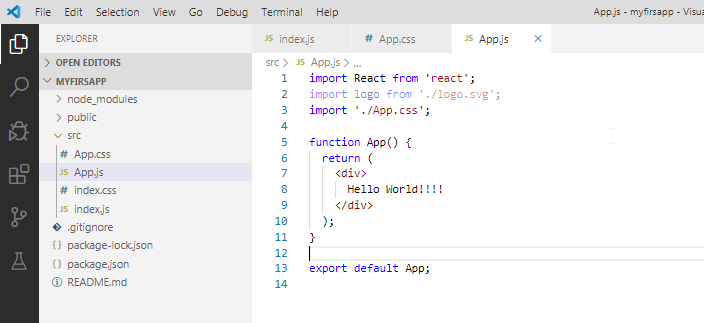 File Edit Selection View Go Debug Terminal Help App.js - myfirsapp - Visua
EXPLORER
OPEN EDITORS
MYFIRSAPP
node_modules
public
src
# App.css
JS App.js
# index.css
JS index.js
.gitignore
{} package-lock.json
{} package.json
README.md
JS index.js # App.css JS App.js ×
src > JS App.js > ...
1 import React from 'react';
2 import logo from './logo.svg';
3 import './App.css';
4
5 function App() {
6 return (
7 <div>
8 Hello World!!!!
9 </div>
10 );
11 }
12
13 export default App;
14